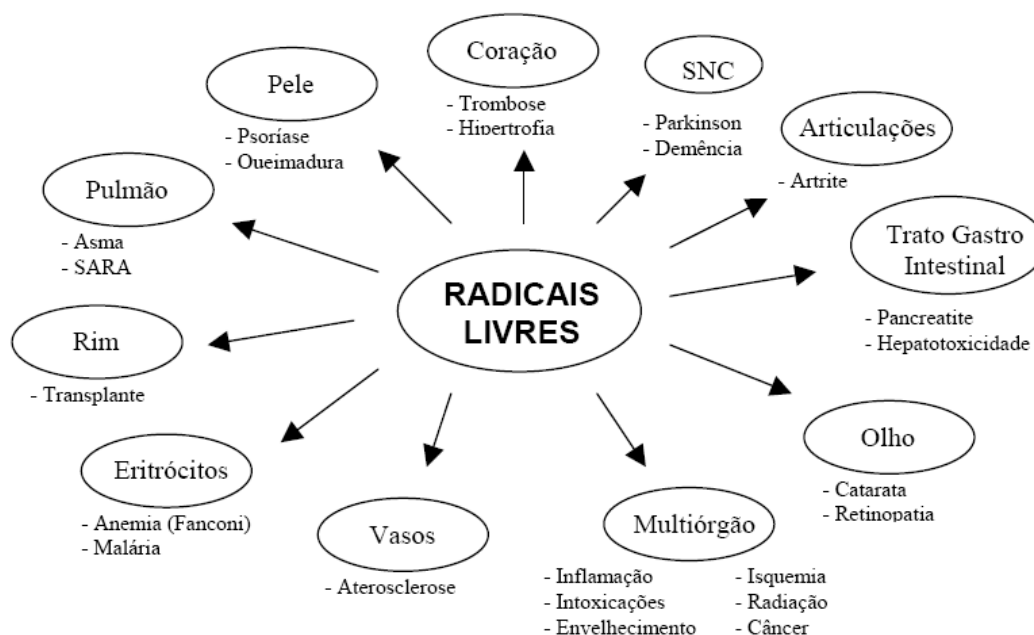 Coração
- Trombose
- Hipertrofia
SNC
- Parkinson
- Demência
Pele
- Psoríase
- Queimadura
Articulações
- Artrite
Pulmão
- Asma
- SARA
Trato Gastro
Intestinal
- Pancreatite
- Hepatotoxicidade
RADICAIS
LIVRES
Rim
- Transplante
Olho
- Catarata
- Retinopatia
Eritrócitos
- Anemia (Fanconi)
- Malária
Vasos
- Aterosclerose
Multiórgão
- Inflamação
- Intoxicações
- Envelhecimento
- Isquemia
- Radiação
- Câncer